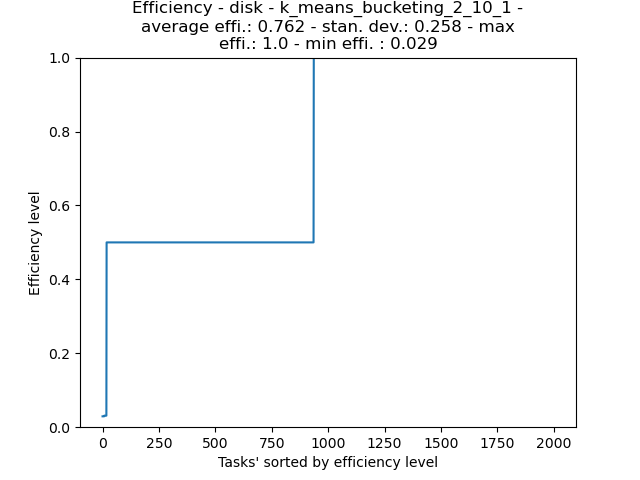 Efficiency - disk - k_means_bucketing_2_10_1 -
average effi.: 0.762 - stan. dev.: 0.258 - max
effi.: 1.0 - min effi. : 0.029
1.0
0.8
0.6
0.4
0.2
0.0
Efficiency level
0 250 500 750 1000 1250 1500 1750 2000
Tasks' sorted by efficiency level